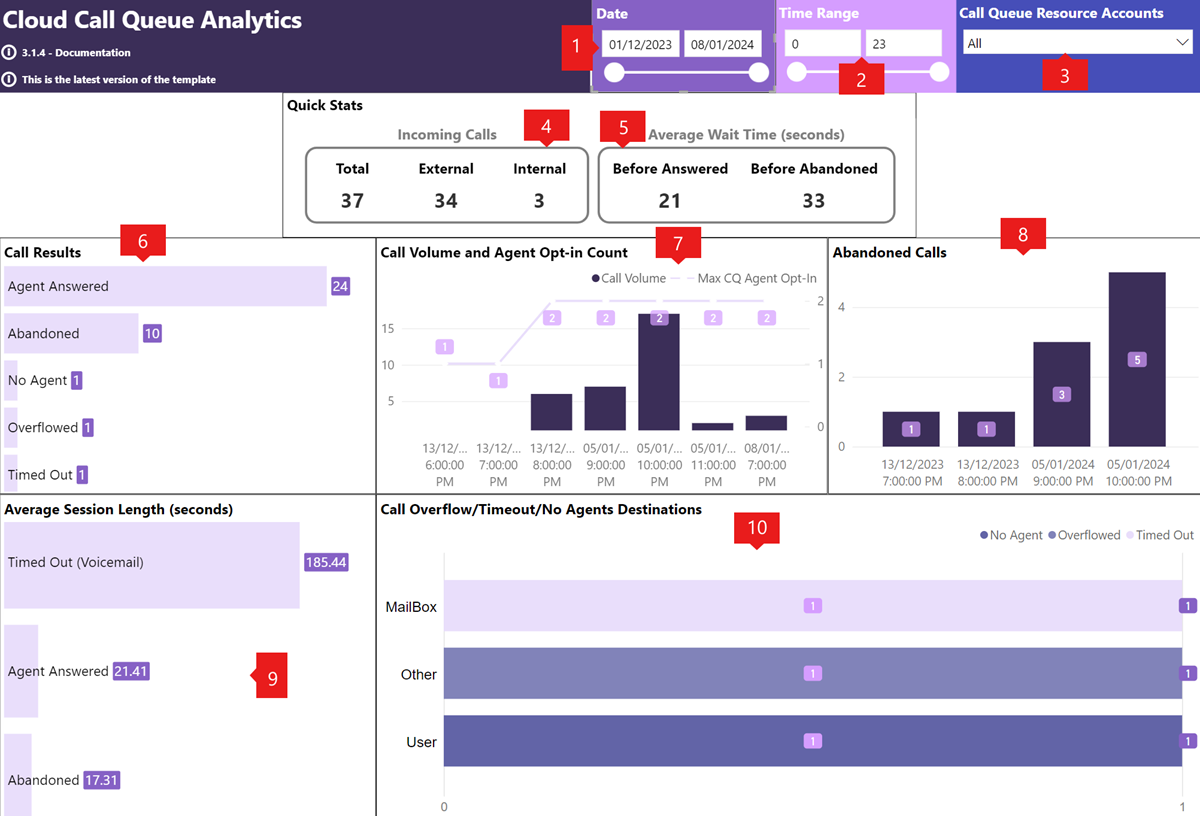 Cloud Call Queue Analytics
3.1.4 - Documentation
This is the latest version of the template
Date
01/12/2023 08/01/2024
1
Time Range
0 23
2
Call Queue Resource Accounts
All
3
Quick Stats
Incoming Calls
4
Total External Internal
37 34 3
5
Average Wait Time (seconds)
Before Answered Before Abandoned
21 33
6
Call Results
Agent Answered 24
Abandoned 10
No Agent 1
Overflowed 1
Timed Out 1
7
Call Volume and Agent Opt-in Count
Call Volume Max CQ Agent Opt-In
15
10
5
2
1
0
1 1 2 2 2 2 2
13/12/... 13/12/... 13/12/... 05/01/... 05/01/... 05/01/... 08/01/...
6:00:00 7:00:00 8:00:00 9:00:00 10:00:00 11:00:00 7:00:00
PM PM PM PM PM PM PM
8
Abandoned Calls
4
2
0
1 1 3 5
13/12/2023 13/12/2023 05/01/2024 05/01/2024
7:00:00 PM 8:00:00 PM 9:00:00 PM 10:00:00 PM
Average Session Length (seconds)
Timed Out (Voicemail) 185.44
Agent Answered 21.41
9
Abandoned 17.31
Call Overflow/Timeout/No Agents Destinations
10
No Agent Overflowed Timed Out
MailBox 1 1
Other 1 1
User 1 1
0 1